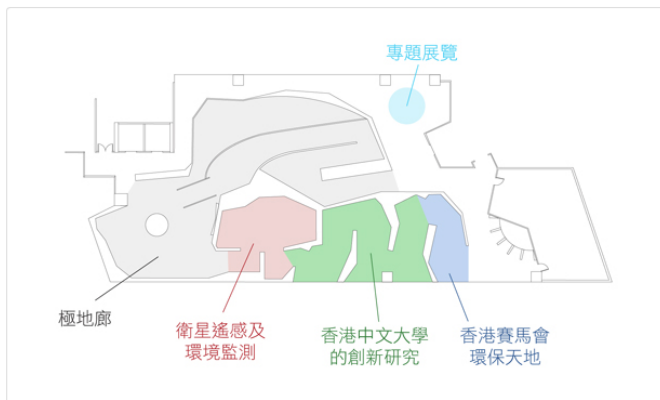 專題展覽
極地廊
衛星遙感及
環境監測
香港中文大學
的創新研究
香港賽馬會
環保天地